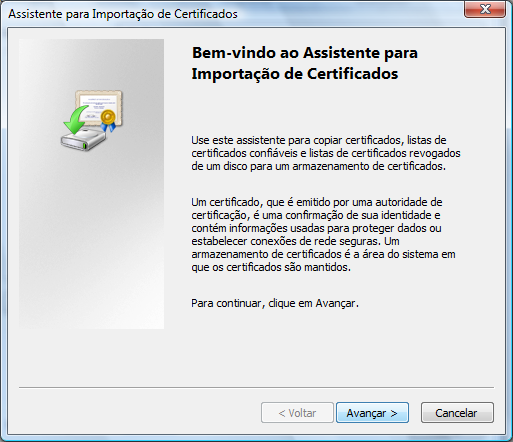 Assistente para Importação de Certificados
Bem-vindo ao Assistente para
Importação de Certificados
Use este assistente para copiar certificados, listas de
certificados confiáveis e listas de certificados revogados
de um disco para um armazenamento de certificados.
Um certificado, que é emitido por uma autoridade de
certificação, é uma confirmação de sua identidade e
contém informações usadas para proteger dados ou
estabelecer conexões de rede seguras. Um
armazenamento de certificados é a área do sistema em
que os certificados são mantidos.
Para continuar, clique em Avançar.
< Voltar
Avançar >
Cancelar